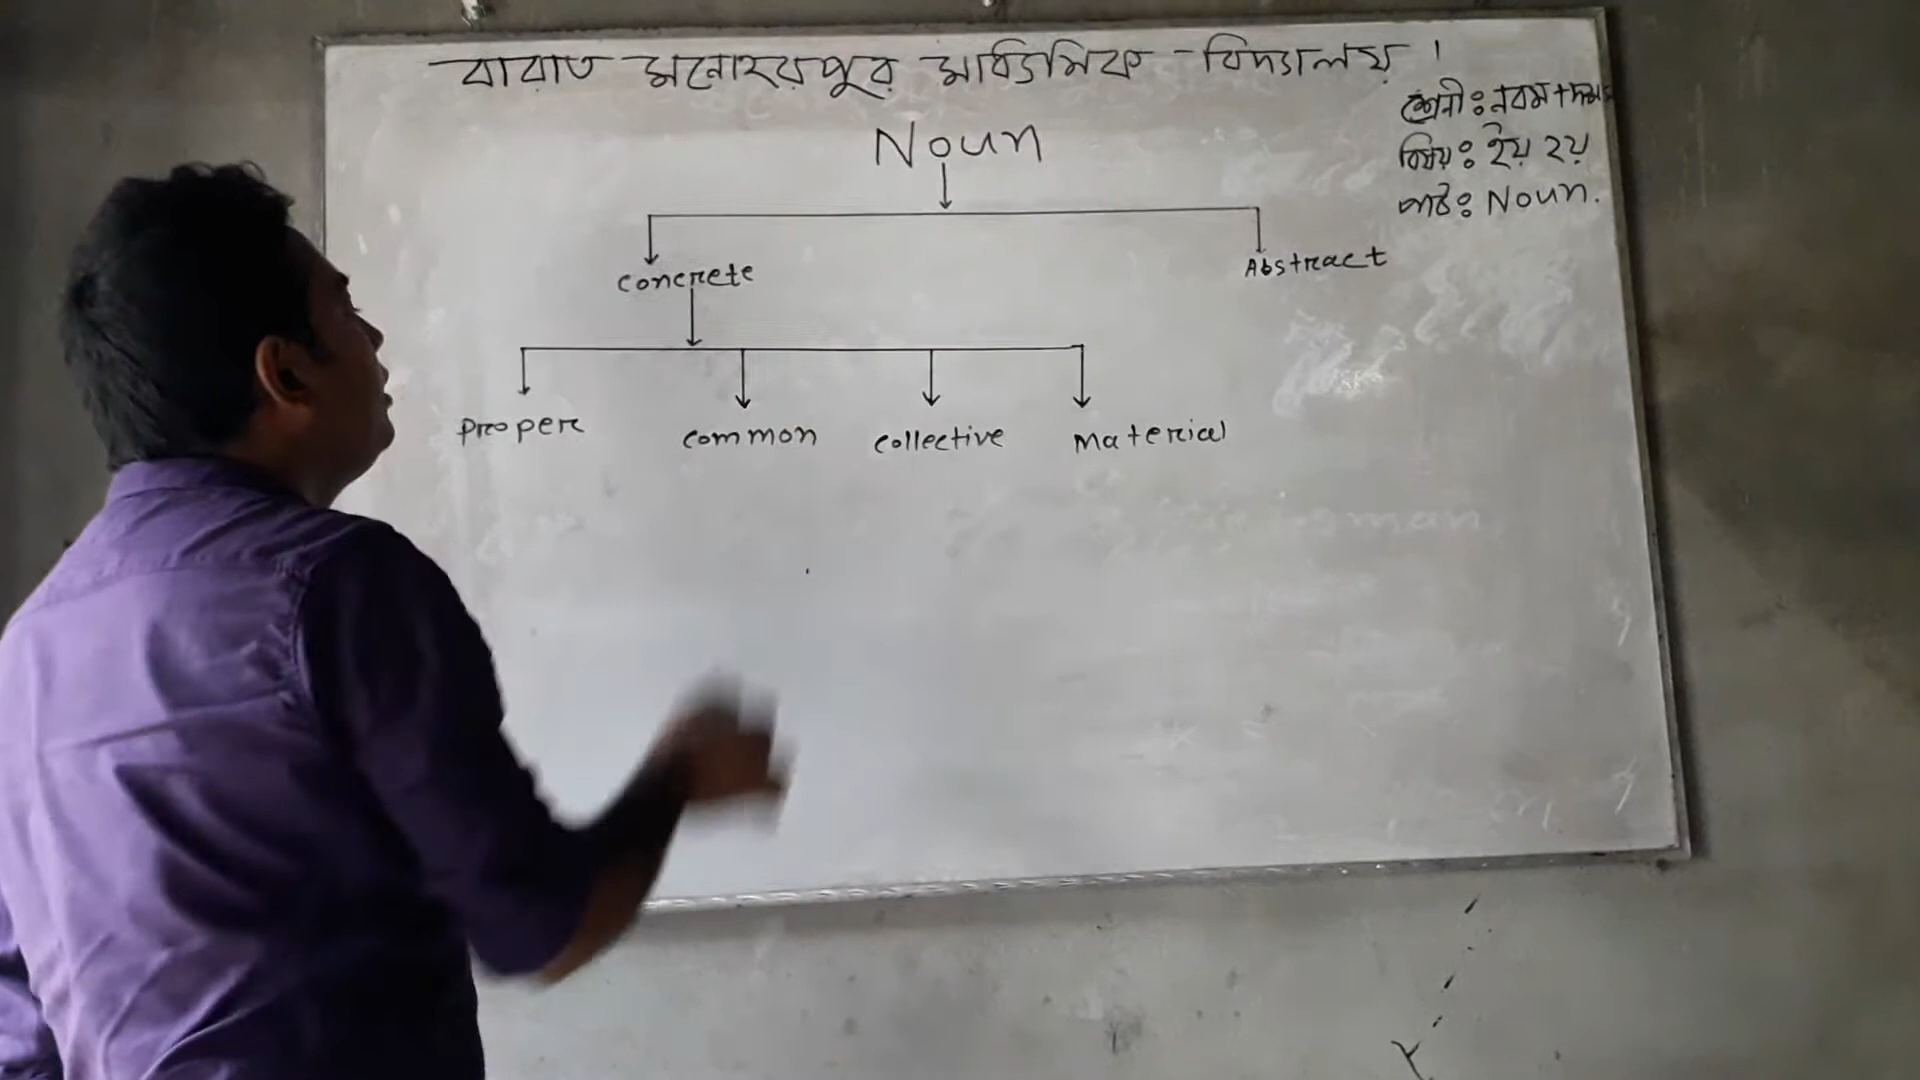 বারাত মনোহরপুর মাধ্যমিক বিদ্যালয় ।
শ্রেনী ঃ নবম + দশম
বিষয় ঃ ইং ২য়
পাঠ ঃ Noun.
Noun
Concrete Abstract
Proper Common Collective Material